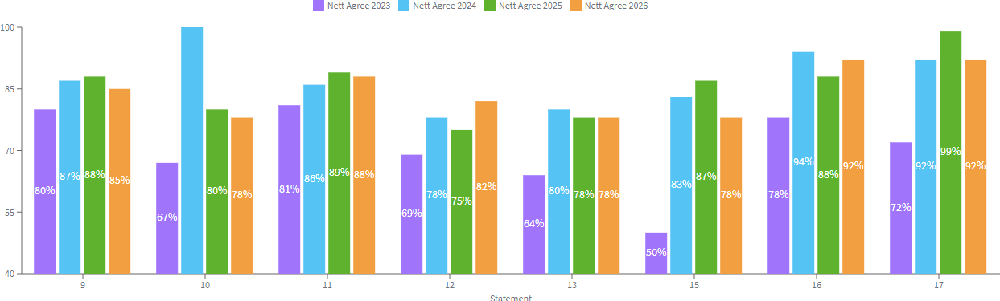 Nett Agree 2023 Nett Agree 2024 Nett Agree 2025 Nett Agree 2026
100
85
70
55
40
80% 87% 88% 85%
67% 80% 78%
81% 86% 89% 88%
69% 78% 75% 82%
64% 80% 78% 78%
50% 83% 87% 78%
78% 94% 88% 92%
72% 92% 99% 92%
9 10 11 12 13 15 16 17
Statement